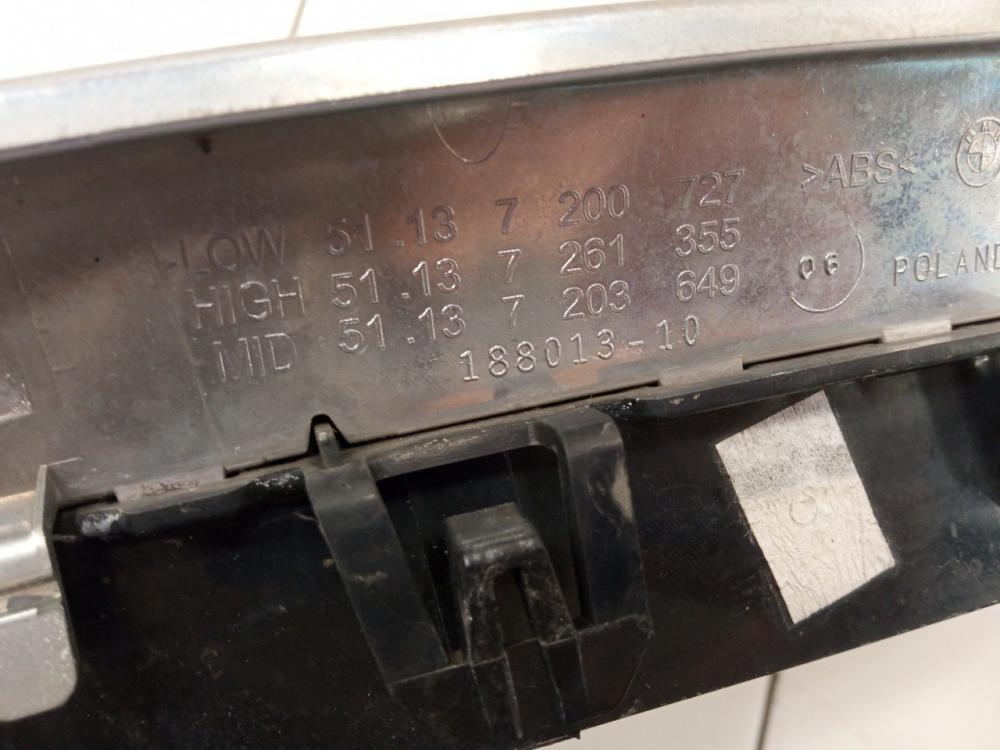 >ABS<
LOW 51.13 7 200 727
HIGH 51.13 7 261 355
MID 51.13 7 203 649
06
POLAND
188013-10